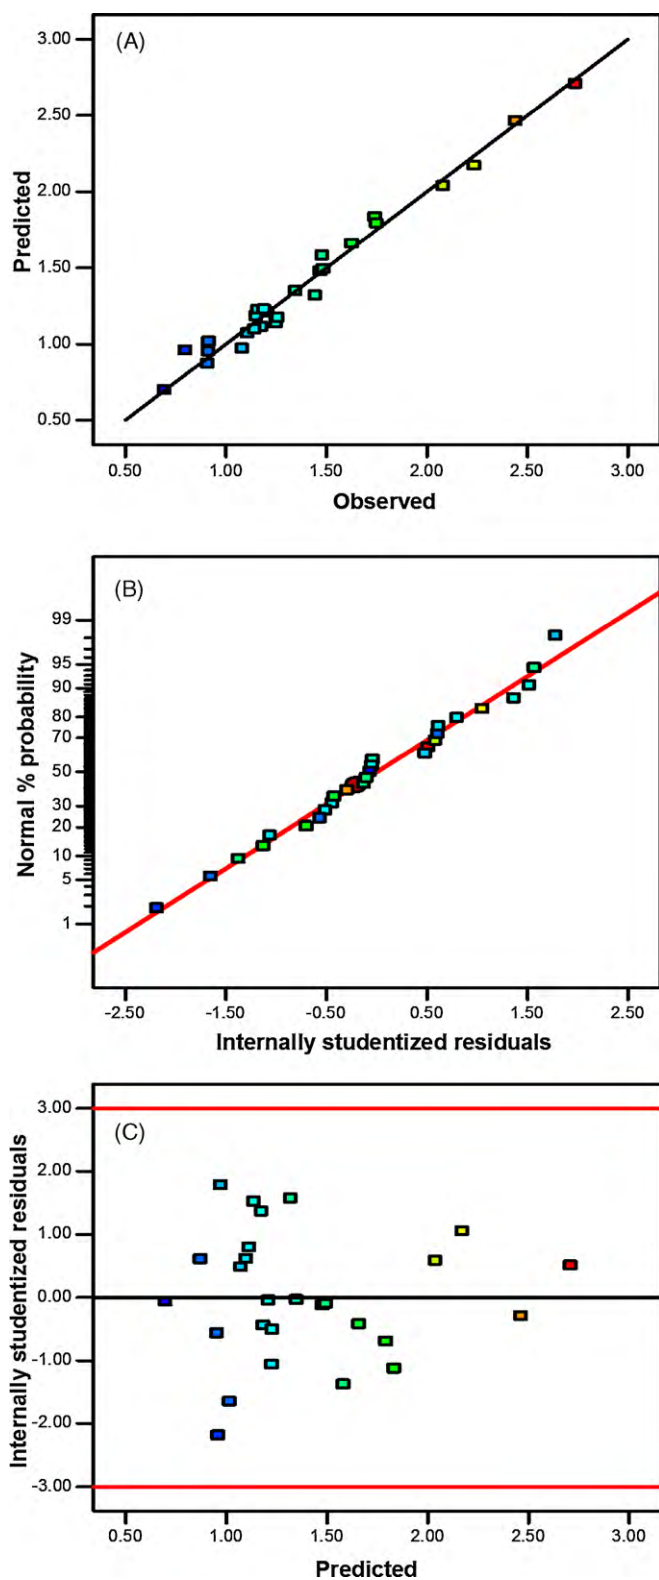 (A)
3.00
2.50
2.00
1.50
1.00
0.50
Predicted
0.50 1.00 1.50 2.00 2.50 3.00
Observed
(B)
99
95
90
80
70
50
30
20
10
5
1
Normal % probability
-2.50 -1.50 -0.50 0.50 1.50 2.50
Internally studentized residuals
(C)
3.00
2.00
1.00
0.00
-1.00
-2.00
-3.00
Internally studentized residuals
0.50 1.00 1.50 2.00 2.50 3.00
Predicted